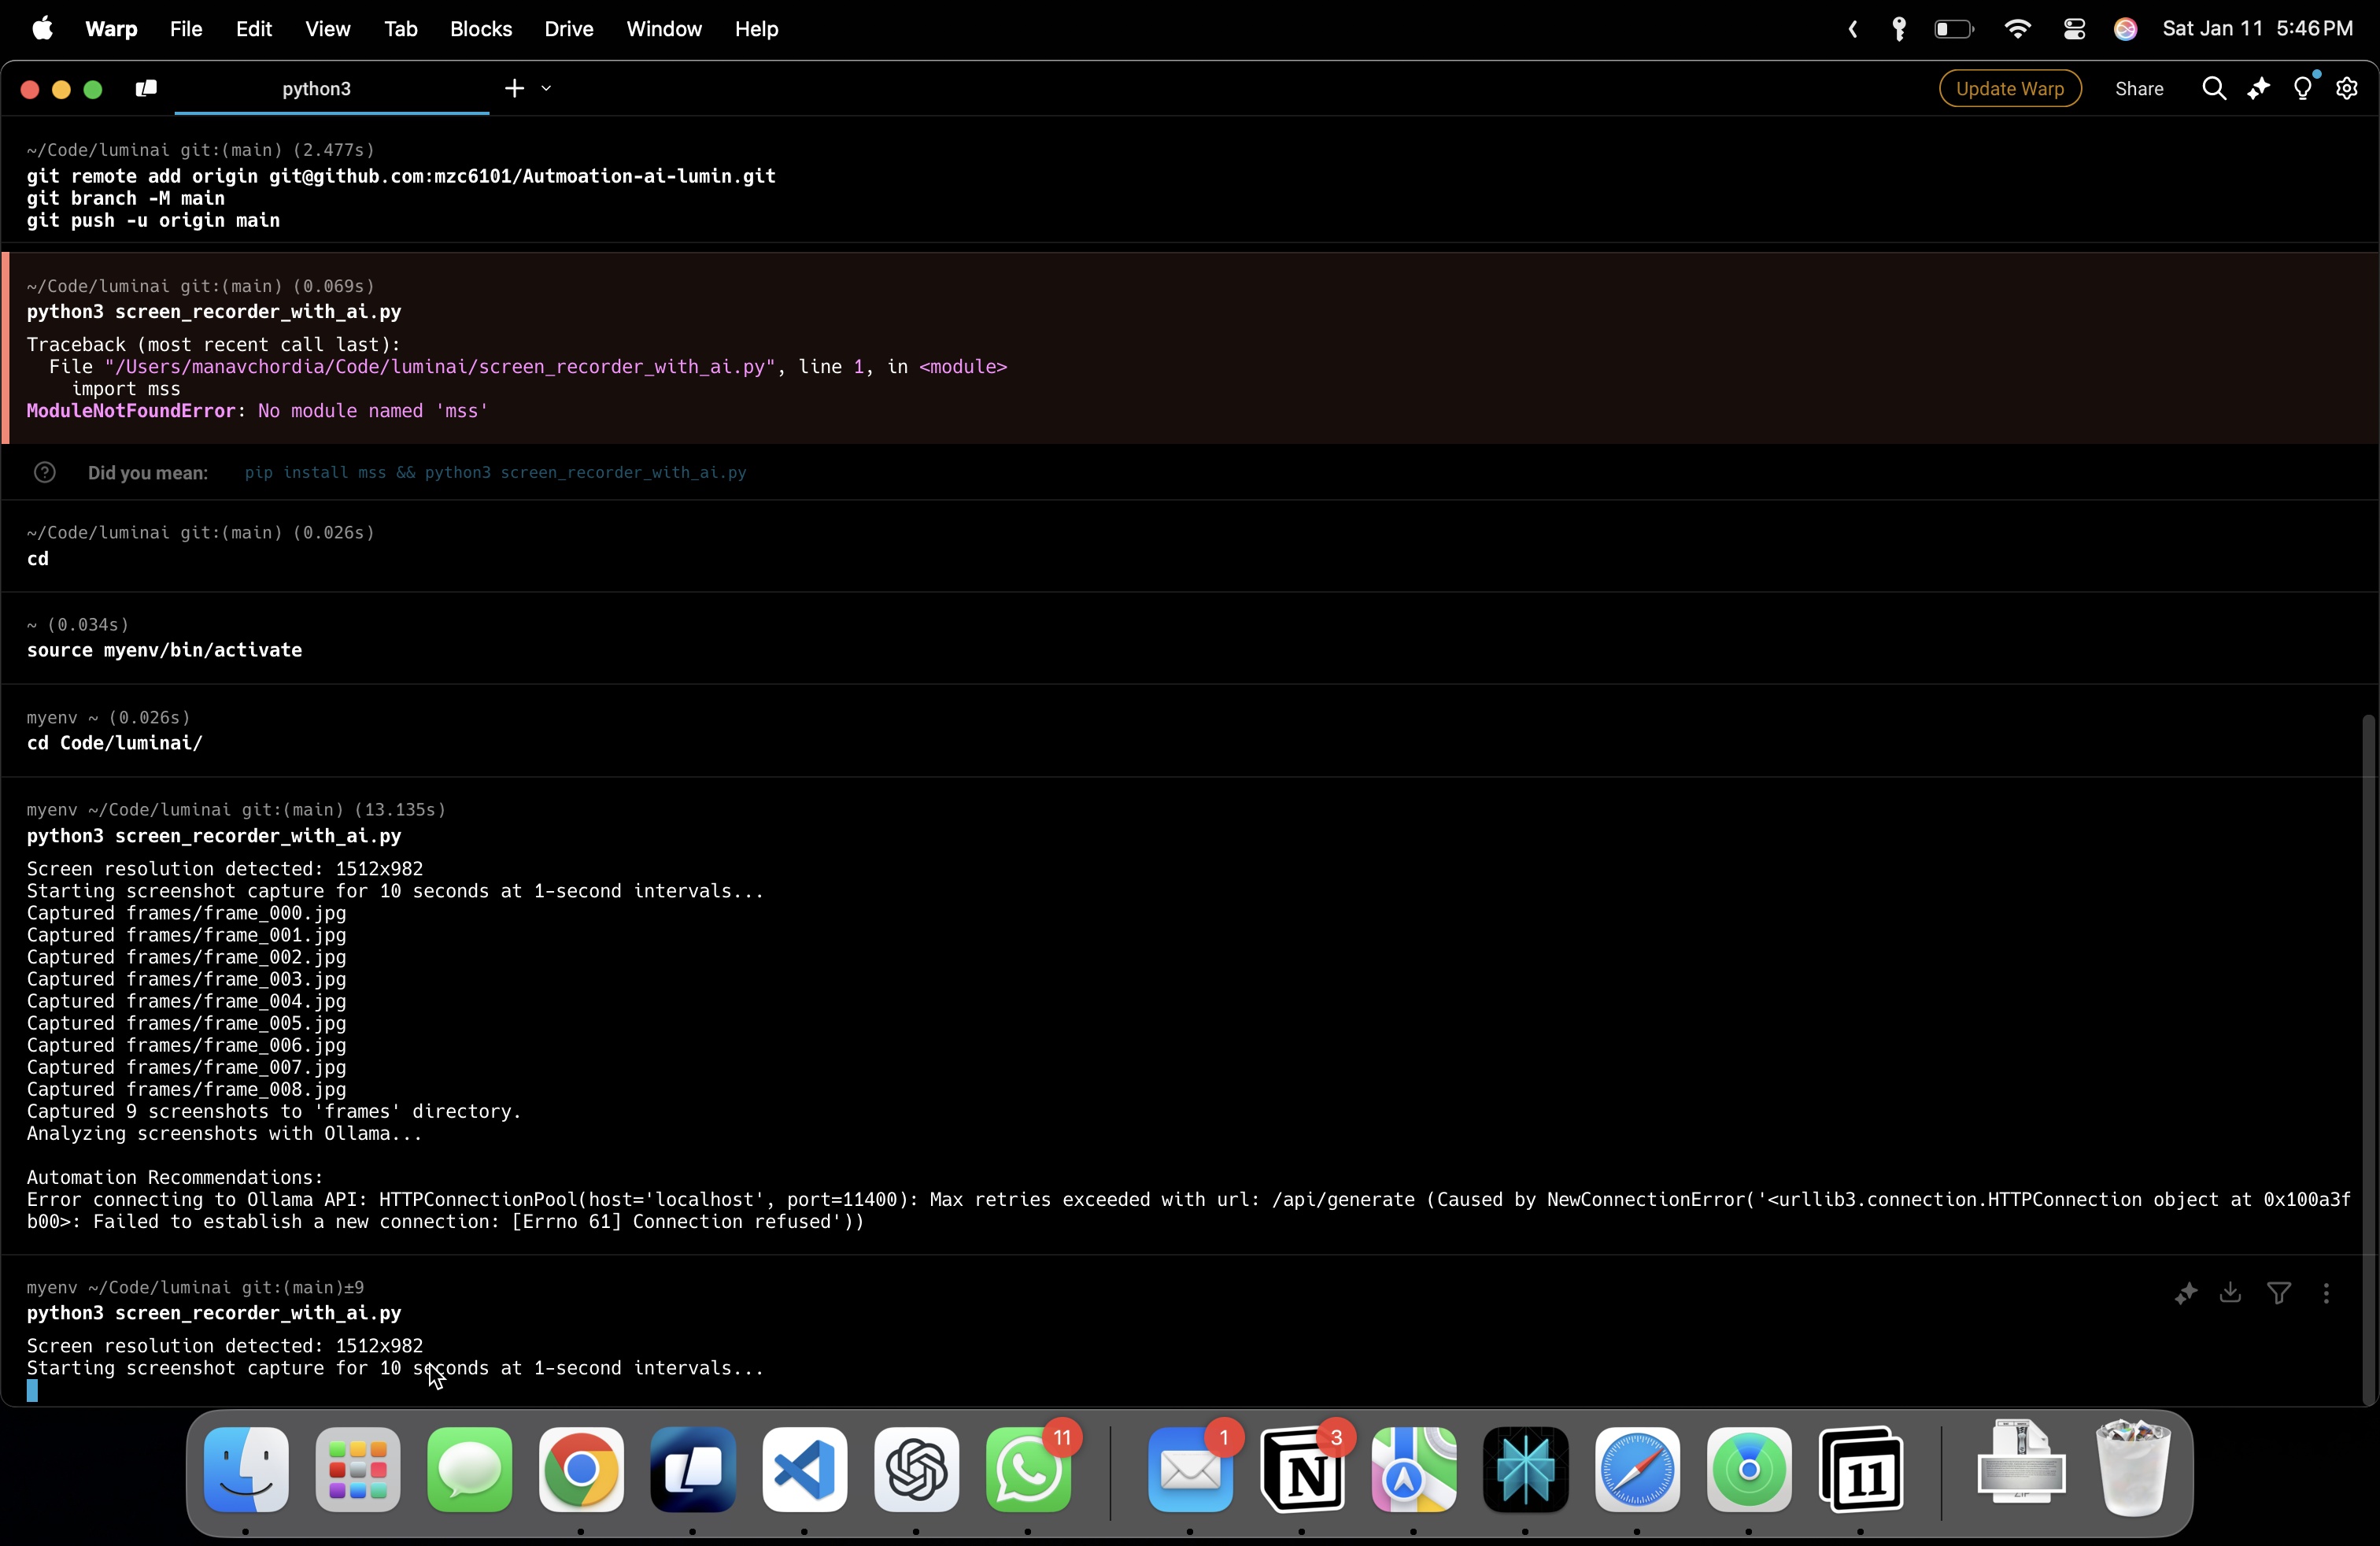 Warp File Edit View Tab Blocks Drive Window Help Sat Jan 11 5:46 PM
python3 Update Warp Share
~/Code/luminai git:(main) (2.477s)
git remote add origin git@github.com:mzc6101/Autmoation-ai-lumin.git
git branch -M main
git push -u origin main
~/Code/luminai git:(main) (0.069s)
python3 screen_recorder_with_ai.py
Traceback (most recent call last):
  File "/Users/manavchordia/Code/luminai/screen_recorder_with_ai.py", line 1, in <module>
    import mss
ModuleNotFoundError: No module named 'mss'
Did you mean: pip install mss && python3 screen_recorder_with_ai.py
~/Code/luminai git:(main) (0.026s)
cd
~ (0.034s)
source myenv/bin/activate
myenv ~ (0.026s)
cd Code/luminai/
myenv ~/Code/luminai git:(main) (13.135s)
python3 screen_recorder_with_ai.py
Screen resolution detected: 1512x982
Starting screenshot capture for 10 seconds at 1-second intervals...
Captured frames/frame_000.jpg
Captured frames/frame_001.jpg
Captured frames/frame_002.jpg
Captured frames/frame_003.jpg
Captured frames/frame_004.jpg
Captured frames/frame_005.jpg
Captured frames/frame_006.jpg
Captured frames/frame_007.jpg
Captured frames/frame_008.jpg
Captured 9 screenshots to 'frames' directory.
Analyzing screenshots with Ollama...
Automation Recommendations:
Error connecting to Ollama API: HTTPConnectionPool(host='localhost', port=11400): Max retries exceeded with url: /api/generate (Caused by NewConnectionError('<urllib3.connection.HTTPConnection object at 0x100a3f
b00>: Failed to establish a new connection: [Errno 61] Connection refused'))
myenv ~/Code/luminai git:(main)±9
python3 screen_recorder_with_ai.py
Screen resolution detected: 1512x982
Starting screenshot capture for 10 seconds at 1-second intervals...
11 1 3
N 11 ZIP